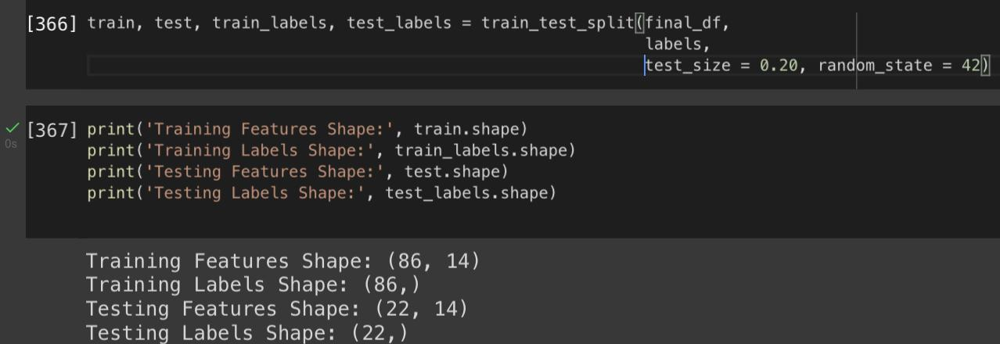 [366] train, test, train_labels, test_labels = train_test_split(final_df,
labels,
test_size = 0.20, random_state = 42)
[367] print('Training Features Shape:', train.shape)
0s print('Training Labels Shape:', train_labels.shape)
print('Testing Features Shape:', test.shape)
print('Testing Labels Shape:', test_labels.shape)
Training Features Shape: (86, 14)
Training Labels Shape: (86,)
Testing Features Shape: (22, 14)
Testing Labels Shape: (22,)